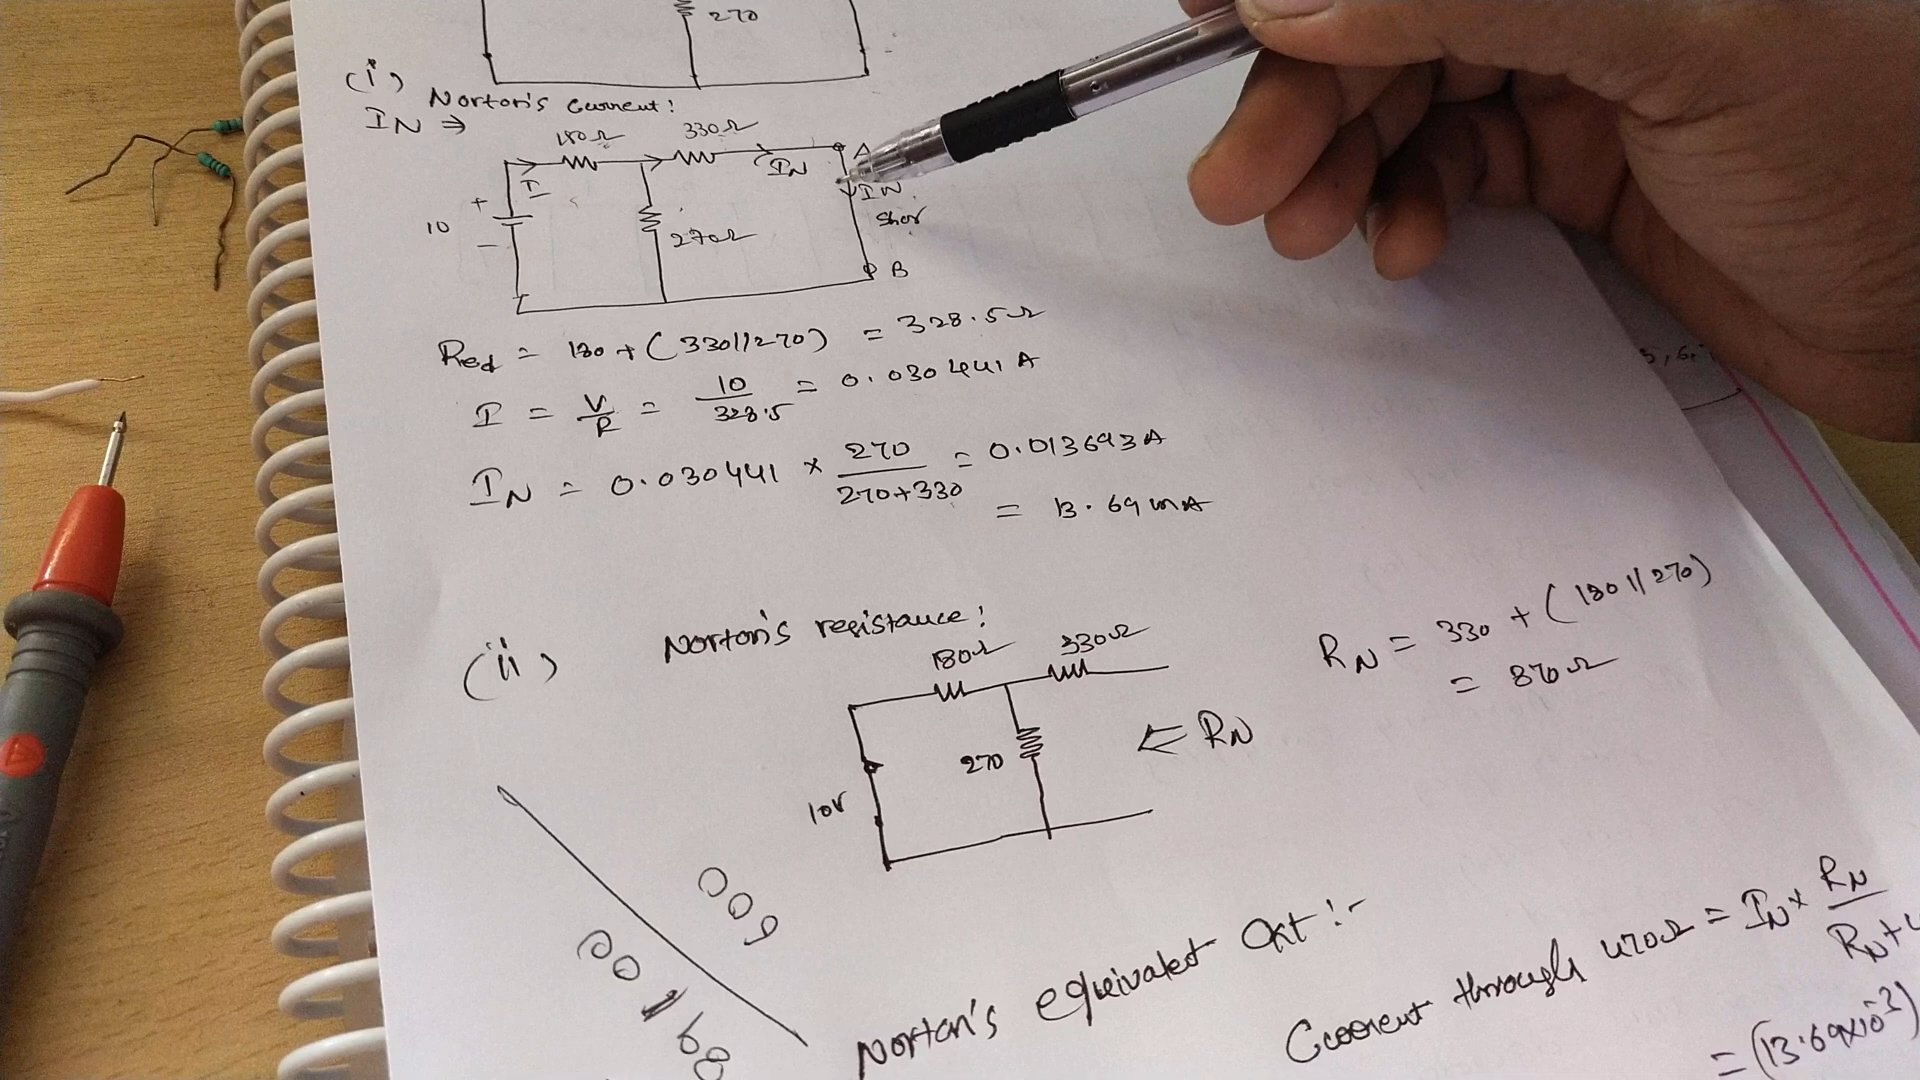 270
(i) Norton's Current:
IN ⇒
180Ω 330Ω
I IN A
IN
Shor
+
10
-
270Ω
B
Req = 180 + (330||270) = 328.5Ω
I = V/R = 10/328.5 = 0.030441 A
IN = 0.030441 × 270/(270+330) = 0.013693A
= 13.69 mA
(ii) Norton's resistance:
180Ω 330Ω
270
10V
⇐ RN
RN = 330 + (180||270)
= 870Ω
600
Norton's equivalent Ckt :-
Current through 470Ω = IN × RN/RN+4
= (13.69×10^-3)
5, 6,